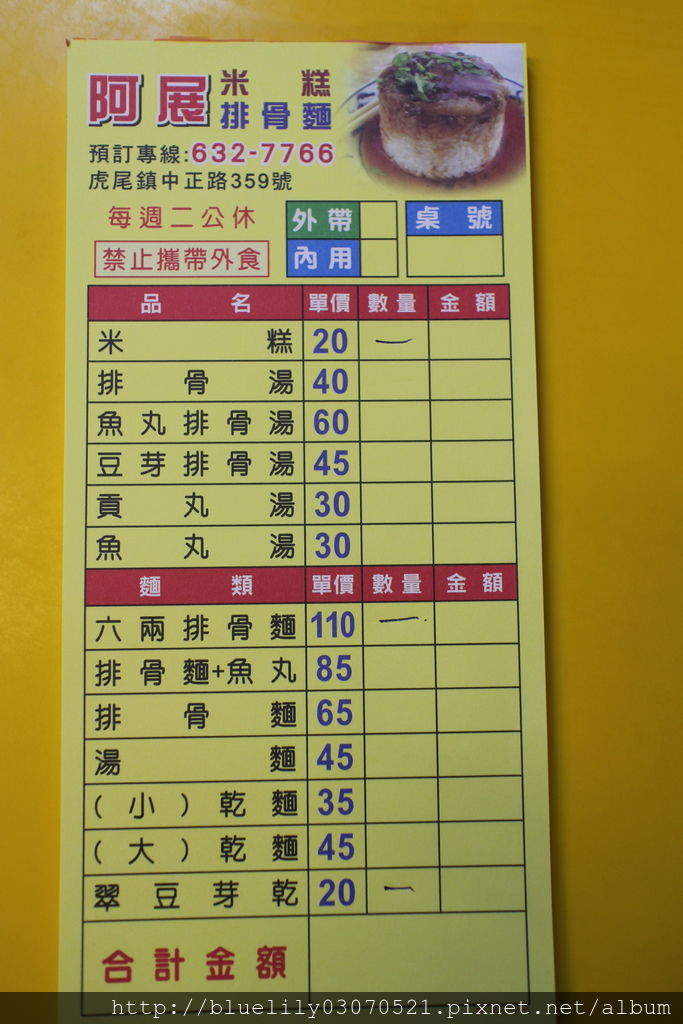 阿展 米糕
排骨麵
預訂專線:632-7766
虎尾鎮中正路359號
每週二公休
禁止攜帶外食
外帶
內用
桌號
品名 單價 數量 金額
米糕 20 一
排骨湯 40
魚丸排骨湯 60
豆芽排骨湯 45
貢丸湯 30
魚丸湯 30
麵類 單價 數量 金額
六兩排骨麵 110 一
排骨麵+魚丸 85
排骨麵 65
湯麵 45
(小)乾麵 35
(大)乾麵 45
翠豆芽乾 20 一
合計金額
http://bluelily03070521.pixnet.net/album